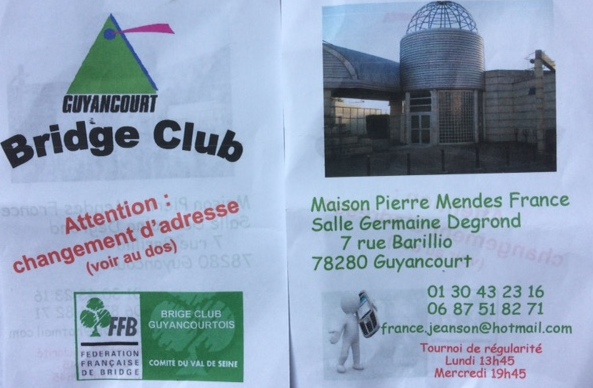 GUYANCOURT
Bridge Club
Attention :
changement d'adresse
(voir au dos)
FFB
FEDERATION
FRANÇAISE
DE BRIDGE
BRIGE CLUB
GUYANCOURTOIS
COMITÉ DU VAL DE SEINE
Maison Pierre Mendes France
Salle Germaine Degrond
7 rue Barillio
78280 Guyancourt
01 30 43 23 16
06 87 51 82 71
france.jeanson@hotmail.com
Tournoi de régularité
Lundi 13h45
Mercredi 19h45